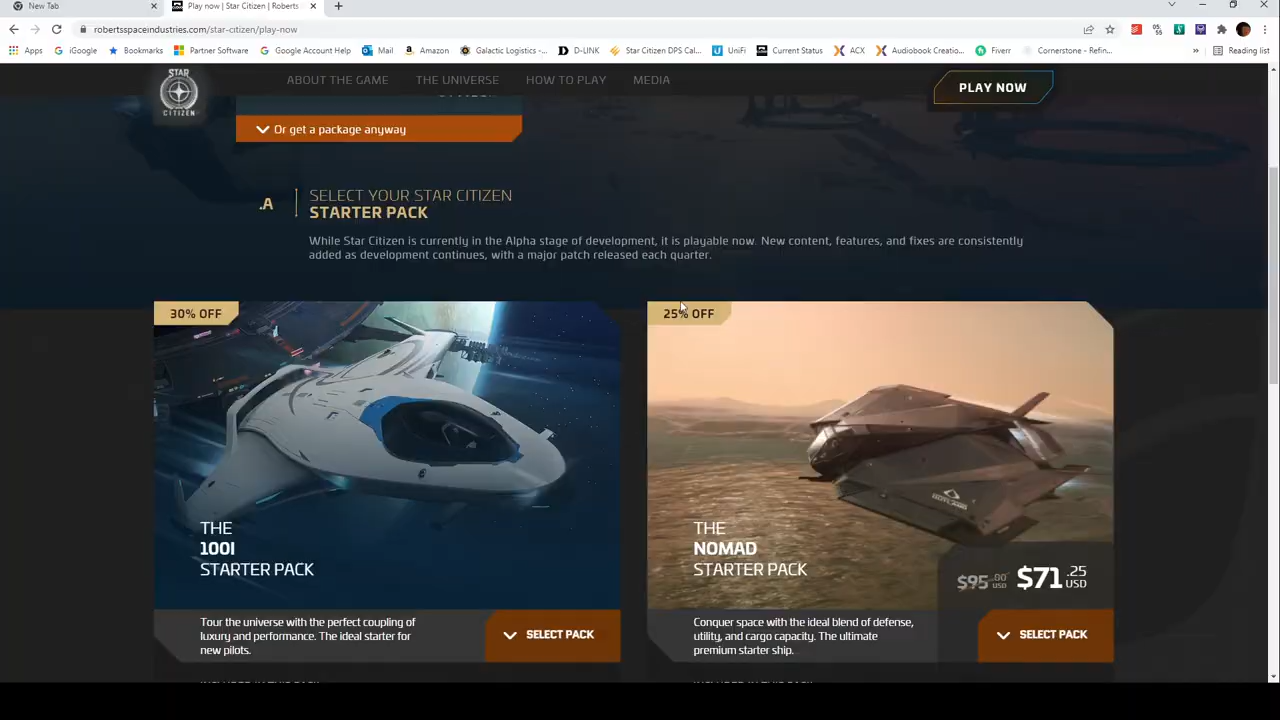 New Tab
Play now | Star Citizen | Roberts
robertsspaceindustries.com/star-citizen/play-now
Apps
iGoogle
Bookmarks
Partner Software
Google Account Help
Mail
Amazon
Galactic Logistics -...
D-LINK
Star Citizen DPS Cal...
UniFi
Current Status
ACX
Audiobook Creatio...
Fiverr
Cornerstone - Refin...
»
Reading list
STAR
CITIZEN
ABOUT THE GAME
THE UNIVERSE
HOW TO PLAY
MEDIA
PLAY NOW
Or get a package anyway
.A
SELECT YOUR STAR CITIZEN
STARTER PACK
While Star Citizen is currently in the Alpha stage of development, it is playable now. New content, features, and fixes are consistently
added as development continues, with a major patch released each quarter.
30% OFF
THE
100I
STARTER PACK
Tour the universe with the perfect coupling of
luxury and performance. The ideal starter for
new pilots.
SELECT PACK
25% OFF
THE
NOMAD
STARTER PACK
$95.00 USD
$71.25 USD
Conquer space with the ideal blend of defense,
utility, and cargo capacity. The ultimate
premium starter ship.
SELECT PACK